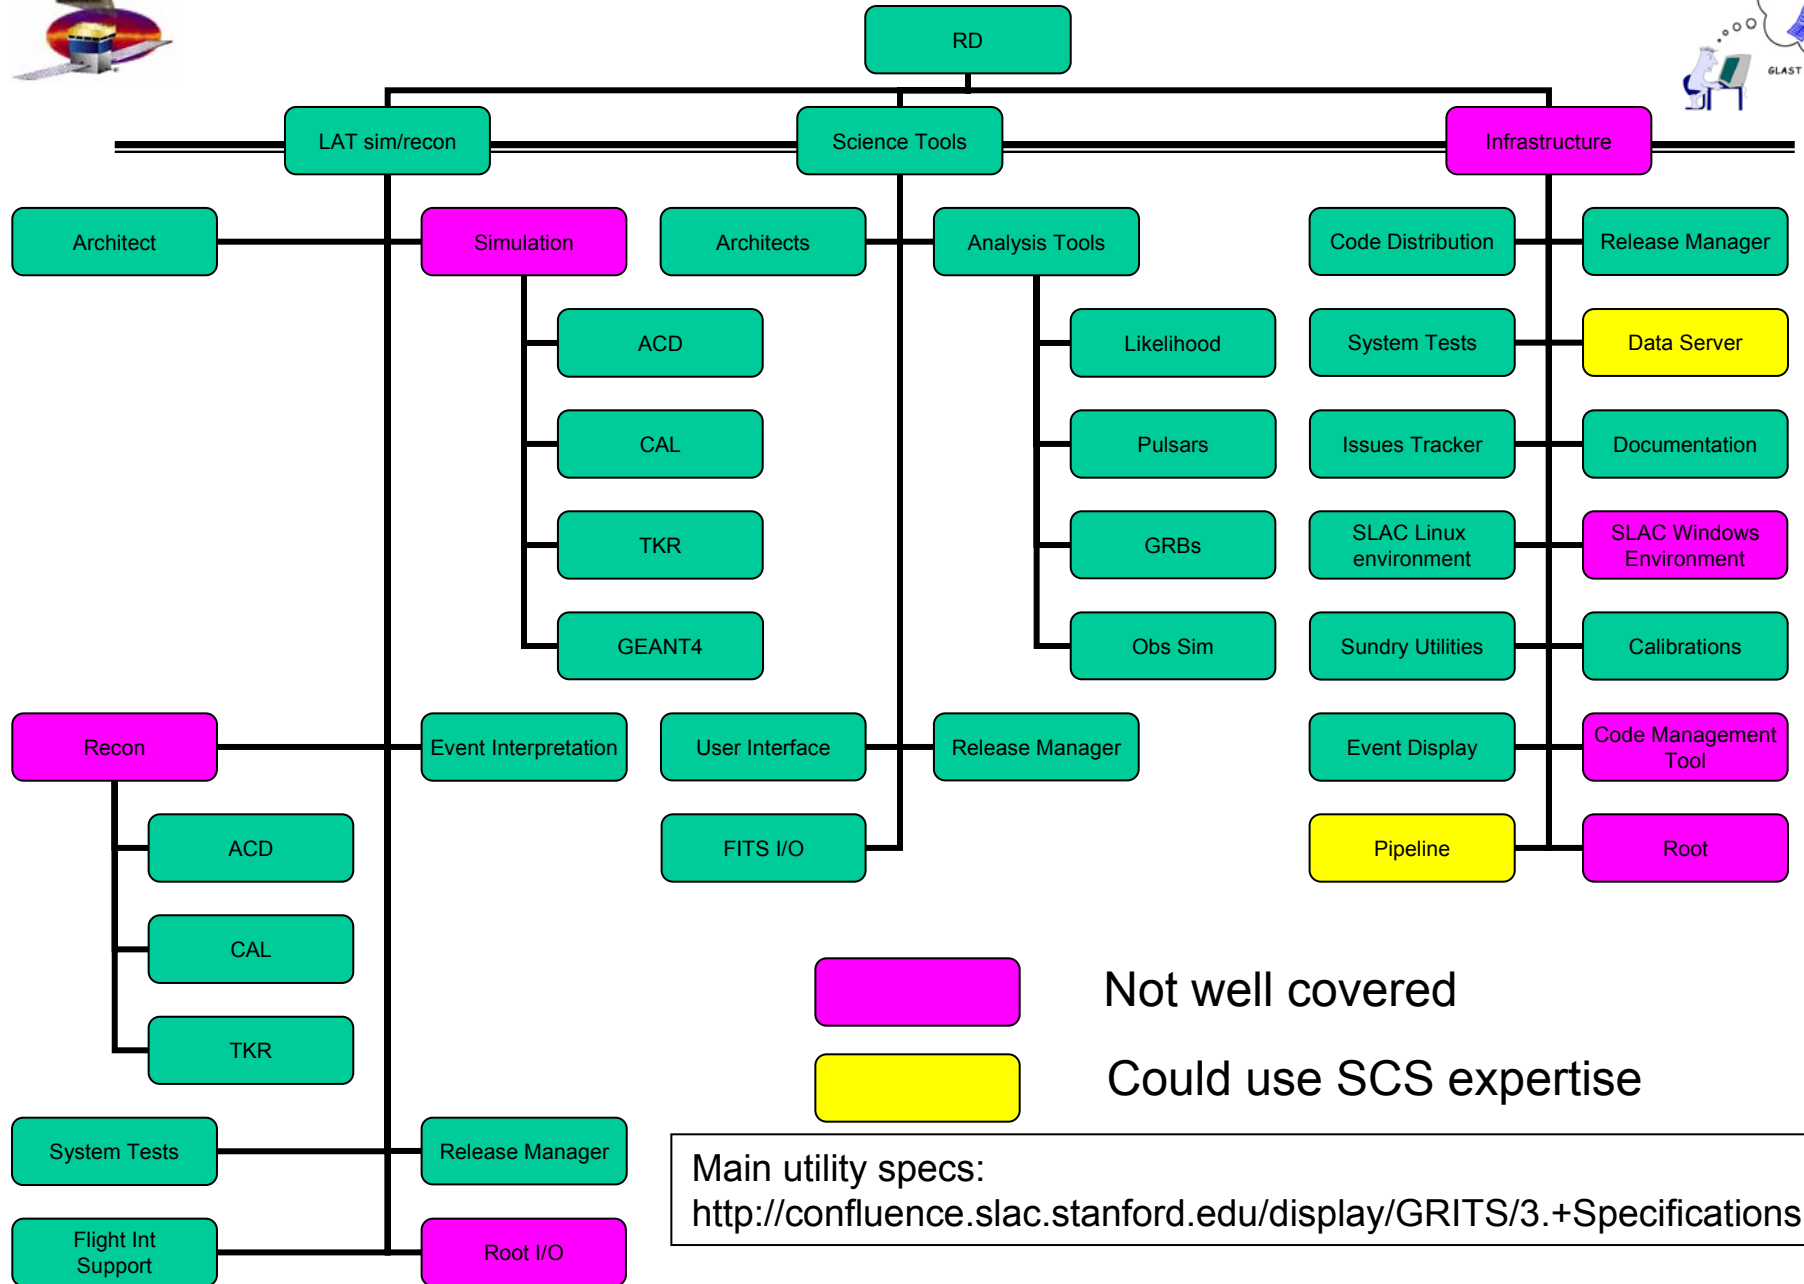 RD
GLAST
LAT sim/recon
Science Tools
Infrastructure
Architect
Simulation
Architects
Analysis Tools
Code Distribution
Release Manager
ACD
Likelihood
System Tests
Data Server
CAL
Pulsars
Issues Tracker
Documentation
TKR
GRBs
SLAC Linux
environment
SLAC Windows
Environment
GEANT4
Obs Sim
Sundry Utilities
Calibrations
Recon
Event Interpretation
User Interface
Release Manager
Event Display
Code Management
Tool
ACD
FITS I/O
Pipeline
Root
CAL
Not well covered
TKR
Could use SCS expertise
System Tests
Release Manager
Main utility specs:
http://confluence.slac.stanford.edu/display/GRITS/3.+Specifications
Flight Int
Support
Root I/O